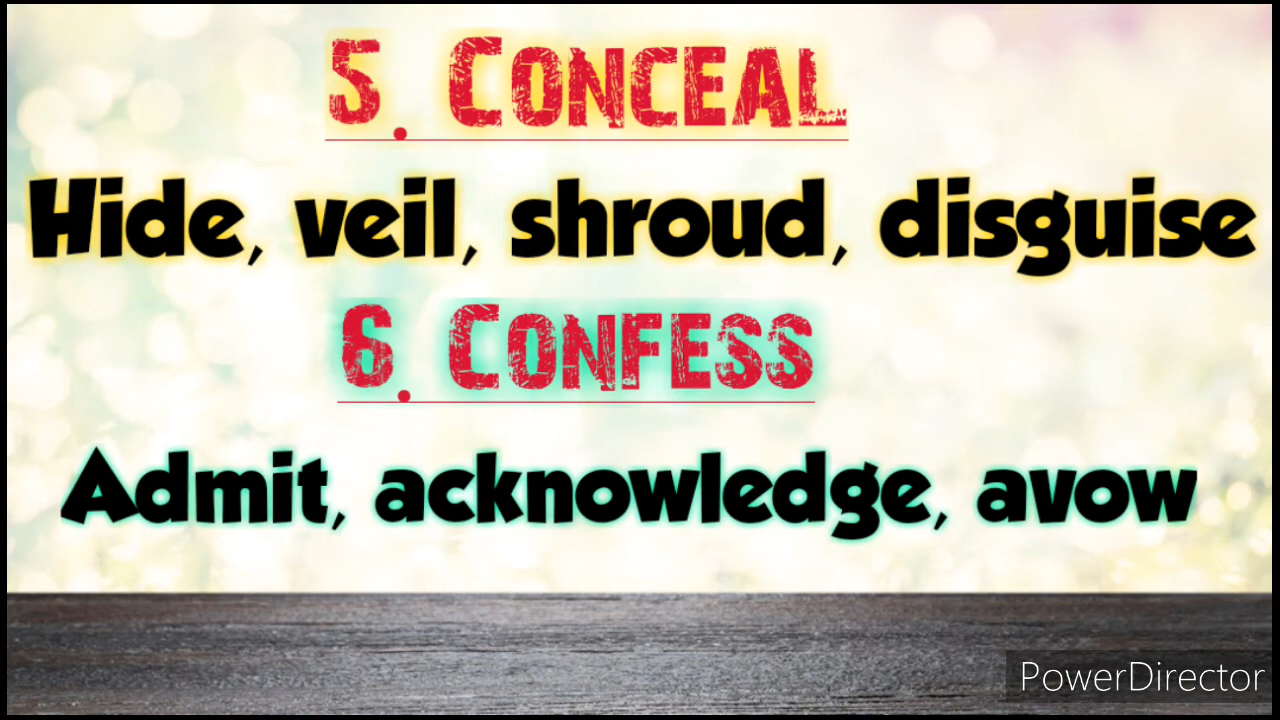 5. CONCEAL
Hide, veil, shroud, disguise
6. CONFESS
Admit, acknowledge, avow
PowerDirector